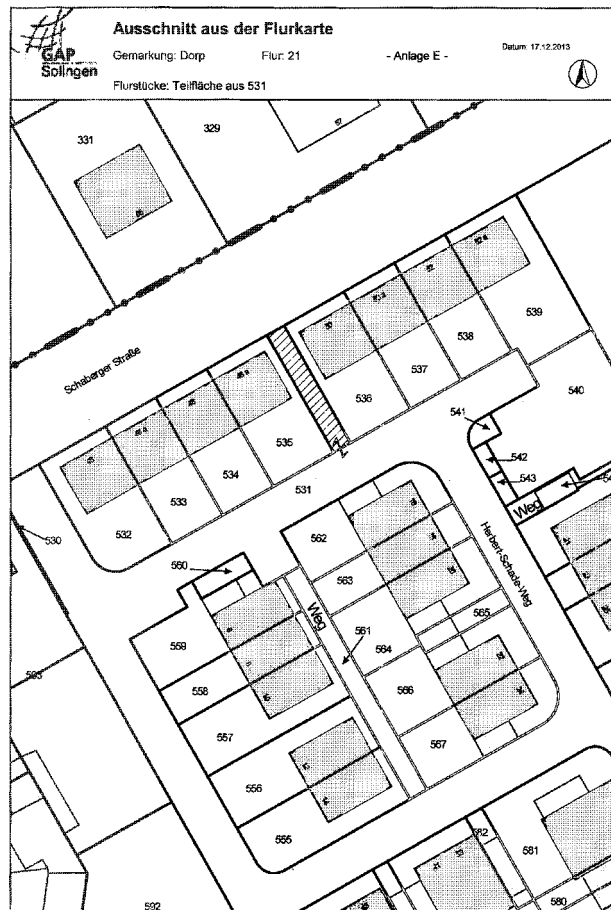 Ausschnitt aus der Flurkarte
GAP
Solingen
Gemarkung: Dorp
Flur: 21
- Anlage E -
Datum: 17.12.2013
Flurstücke: Teilfläche aus 531
331
329
Schaberger Straße
539
538
537
536
540
541
535
534
533
532
531
542
543
Weg
530
562
560
563
Herbert-Schade-Weg
Weg
565
561
559
564
558
566
593
557
567
556
555
582
581
592
580